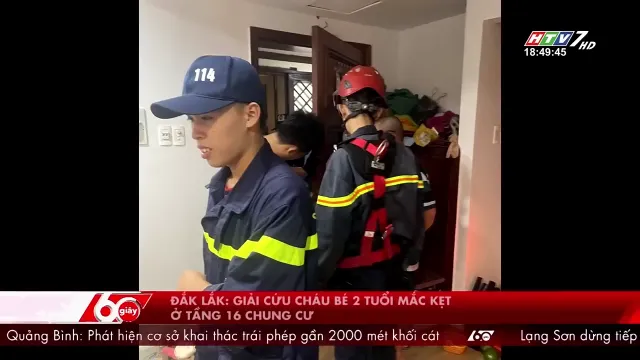 114
HTV7HD
18:49:45
60 giây
ĐẮK LẮK: GIẢI CỨU CHÁU BÉ 2 TUỔI MẮC KẸT
Ở TẦNG 16 CHUNG CƯ
Quảng Bình: Phát hiện cơ sở khai thác trái phép gần 2000 mét khối cát 60 Lạng Sơn dừng tiếp